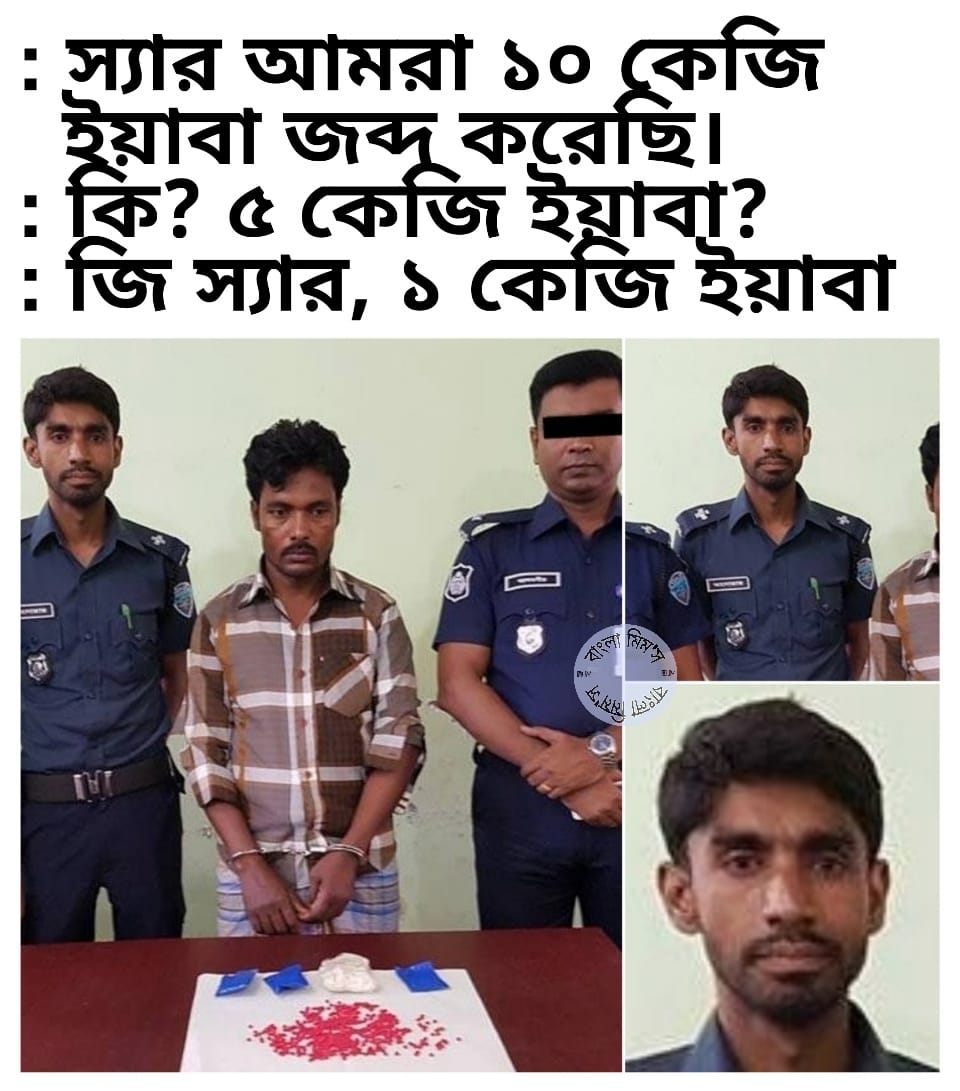 : স্যার আমরা ১০ কেজি
ইয়াবা জব্দ করেছি।
: কি? ৫ কেজি ইয়াবা?
: জি স্যার, ১ কেজি ইয়াবা
বাংলা মিম'স